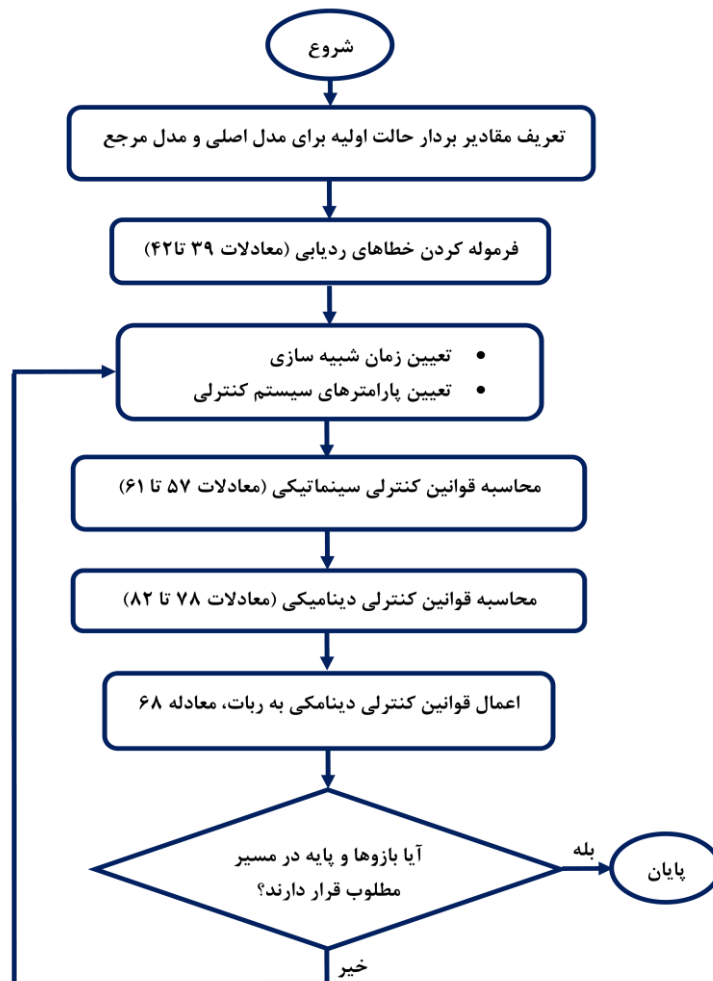 شروع
تعریف مقادیر بردار حالت اولیه برای مدل اصلی و مدل مرجع
فرموله کردن خطاهای ردیابی (معادلات ۳۹ تا۴۲)
• تعیین زمان شبیه سازی
• تعیین پارامترهای سیستم کنترلی
محاسبه قوانین کنترلی سینماتیکی (معادلات ۵۷ تا ۶۱)
محاسبه قوانین کنترلی دینامیکی (معادلات ۷۸ تا ۸۲)
اعمال قوانین کنترلی دینامکی به ربات، معادله ۶۸
آیا بازوها و پایه در مسیر
مطلوب قرار دارند؟
بله
پایان
خیر